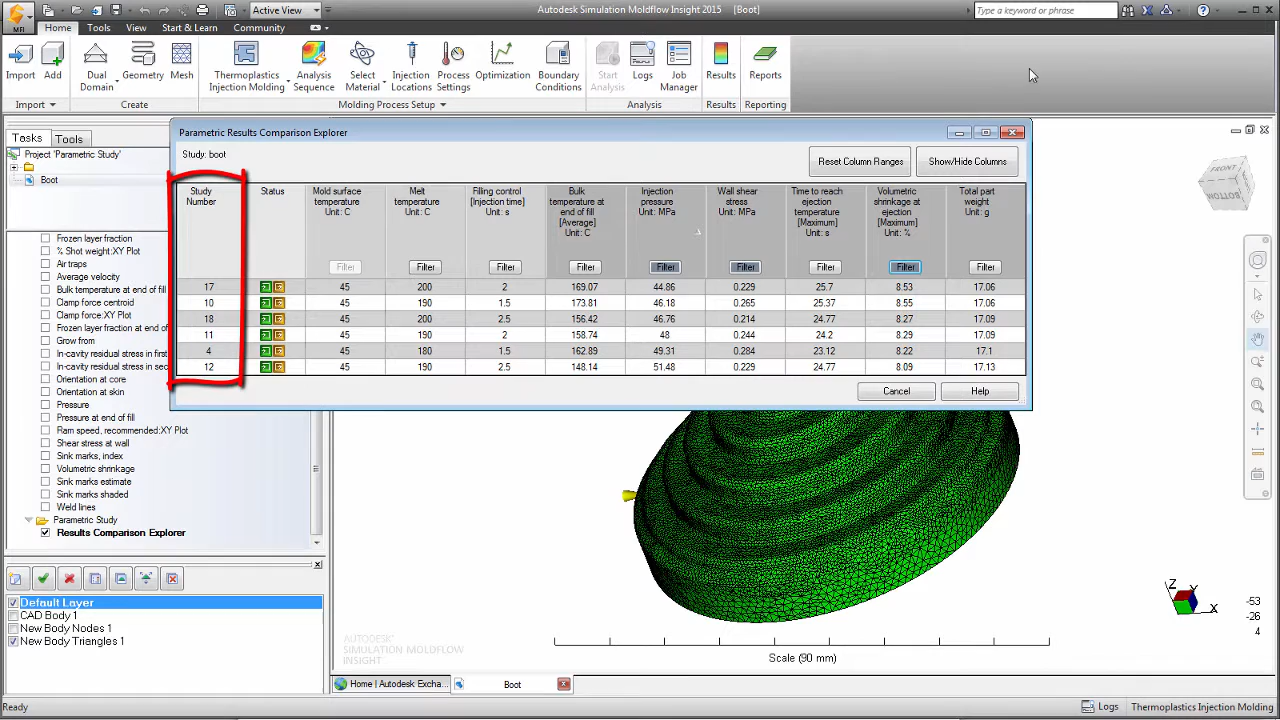 Active View
Autodesk Simulation Moldflow Insight 2015 [Boot]
Type a keyword or phrase
MFI
Home Tools View Start & Learn Community
Import Add Dual Domain Geometry Mesh Thermoplastics Injection Molding Analysis Sequence Select Material Injection Locations Process Settings Optimization Boundary Conditions Start Analysis Logs Job Manager Results Reports
Import Create Molding Process Setup Analysis Results Reporting
Tasks Tools
Project 'Parametric Study'
Boot
Frozen layer fraction
% Shot weight:XY Plot
Air traps
Average velocity
Bulk temperature at end of fill
Clamp force centroid
Clamp force:XY Plot
Frozen layer fraction at end of
Grow from
In-cavity residual stress in first
In-cavity residual stress in sec
Orientation at core
Orientation at skin
Pressure
Pressure at end of fill
Ram speed, recommended:XY Plot
Shear stress at wall
Sink marks, index
Volumetric shrinkage
Sink marks estimate
Sink marks shaded
Weld lines
Parametric Study
Results Comparison Explorer
Default Layer
CAD Body 1
New Body Nodes 1
New Body Triangles 1
Parametric Results Comparison Explorer
Study: boot
Reset Column Ranges Show/Hide Columns
Study Number Status Mold surface temperature Unit: C Melt temperature Unit: C Filling control [Injection time] Unit: s Bulk temperature at end of fill [Average] Unit: C Injection pressure Unit: MPa Wall shear stress Unit: MPa Time to reach ejection temperature [Maximum] Unit: s Volumetric shrinkage at ejection [Maximum] Unit: % Total part weight Unit: g
Filter Filter Filter Filter Filter Filter Filter Filter Filter
17 45 200 2 169.07 44.86 0.229 25.7 8.53 17.06
10 45 190 1.5 173.81 46.18 0.265 25.37 8.55 17.06
18 45 200 2.5 156.42 46.76 0.214 24.77 8.27 17.09
11 45 190 2 158.74 48 0.244 24.2 8.29 17.09
4 45 180 1.5 162.89 49.31 0.284 23.12 8.22 17.1
12 45 190 2.5 148.14 51.48 0.229 24.77 8.09 17.13
Cancel Help
FRONT
BOTTOM
Z
Y
X
-53
-26
4
AUTODESK®
SIMULATION MOLDFLOW
INSIGHT
Scale (90 mm)
Home | Autodesk Excha... Boot
Ready
Logs Thermoplastics Injection Molding